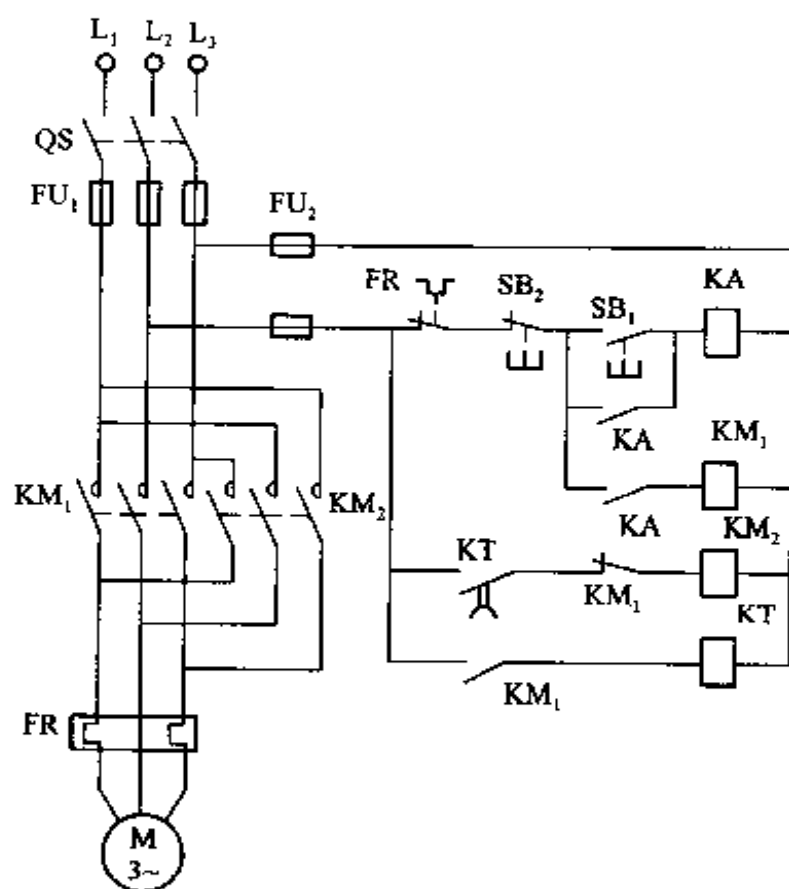 L₁ L₂ L₃
QS
FU₁
FU₂
FR SB₂ SB₁ KA
KA
KM₁
KM₁ KM₂
KA
KM₂
KT
KM₁
KT
KM₁
FR
M
3~